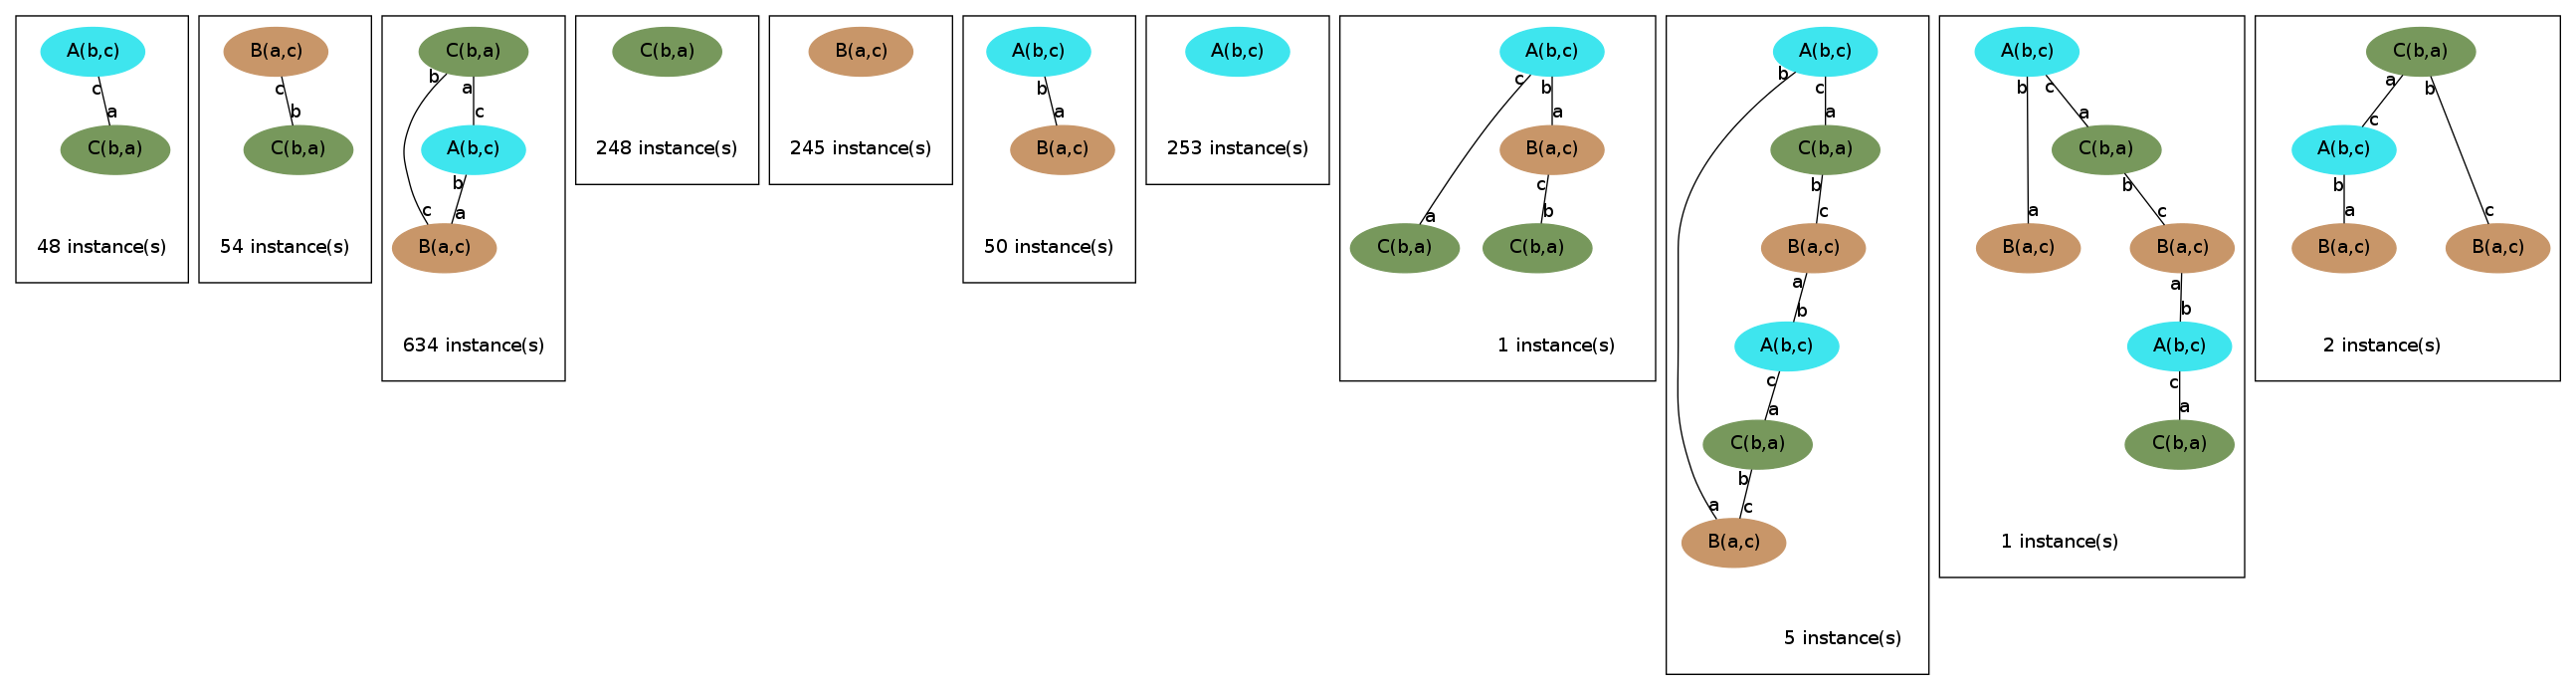 A(b,c)
c
a
C(b,a)
48 instance(s)
B(a,c)
c
b
C(b,a)
54 instance(s)
C(b,a)
b
a
c
A(b,c)
b
c
a
B(a,c)
634 instance(s)
C(b,a)
248 instance(s)
B(a,c)
245 instance(s)
A(b,c)
b
a
B(a,c)
50 instance(s)
A(b,c)
253 instance(s)
A(b,c)
c
b
a
B(a,c)
c
a
b
C(b,a)
C(b,a)
1 instance(s)
A(b,c)
b
c
a
C(b,a)
b
c
B(a,c)
a
b
A(b,c)
c
a
C(b,a)
b
a
c
B(a,c)
5 instance(s)
A(b,c)
b
c
a
C(b,a)
b
a
c
B(a,c)
B(a,c)
a
b
A(b,c)
c
a
C(b,a)
1 instance(s)
C(b,a)
a
b
c
A(b,c)
b
a
c
B(a,c)
B(a,c)
2 instance(s)